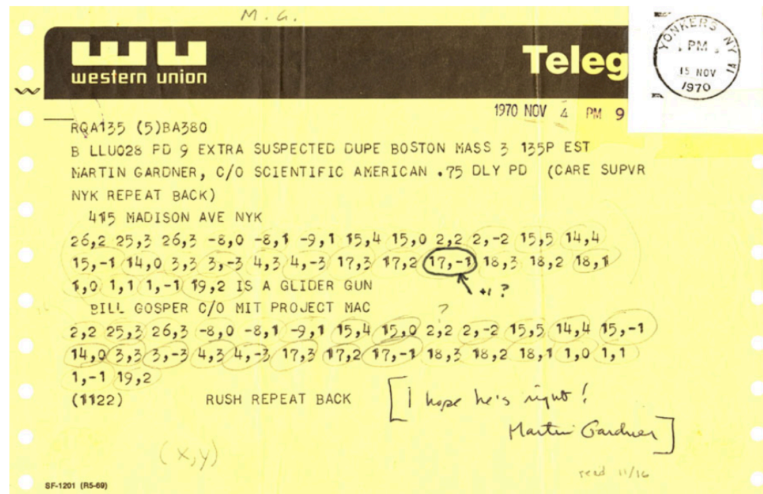 M. G.
western union
Teleg
YONKERS NY
PM
15 NOV
1970
1970 NOV 4 PM 9
RQA135 (5)BA380
B LLU028 PD 9 EXTRA SUSPECTED DUPE BOSTON MASS 3 135P EST
MARTIN GARDNER, C/O SCIENTIFIC AMERICAN .75 DLY PD (CARE SUPVR
NYK REPEAT BACK)
415 MADISON AVE NYK
26,2 25,3 26,3 -8,0 -8,1 -9,1 15,4 15,0 2,2 2,-2 15,5 14,4
15,-1 14,0 3,3 3,-3 4,3 4,-3 17,3 17,2 17,-1 18,3 18,2 18,1
1,0 1,1 1,-1 19,2 IS A GLIDER GUN
+1 ?
BILL GOSPER C/O MIT PROJECT MAC
?
2,2 25,3 26,3 -8,0 -8,1 -9,1 15,4 15,0 2,2 2,-2 15,5 14,4 15,-1
14,0 3,3 3,-3 4,3 4,-3 17,3 17,2 17,-1 18,3 18,2 18,1 1,0 1,1
1,-1 19,2
(1122) RUSH REPEAT BACK
[I hope he's right!
Martin Gardner]
(x,y)
recd 11/16
SF-1201 (R5-69)